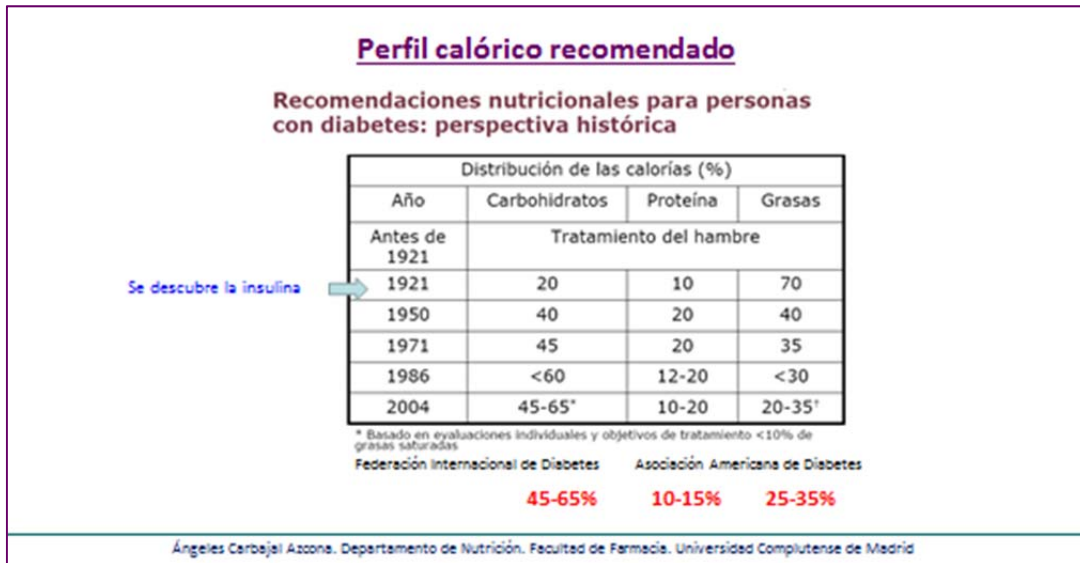 Perfil calórico recomendado
Recomendaciones nutricionales para personas
con diabetes: perspectiva histórica
Distribución de las calorías (%)
Año Carbohidratos Proteína Grasas
Antes de
1921 Tratamiento del hambre
Se descubre la insulina 1921 20 10 70
1950 40 20 40
1971 45 20 35
1986 <60 12-20 <30
2004 45-65* 10-20 20-35†
* Basado en evaluaciones individuales y objetivos de tratamiento <10% de
grasas saturadas
Federación Internacional de Diabetes Asociación Americana de Diabetes
45-65% 10-15% 25-35%
Ángeles Carbajal Azcona. Departamento de Nutrición. Facultad de Farmacia. Universidad Complutense de Madrid